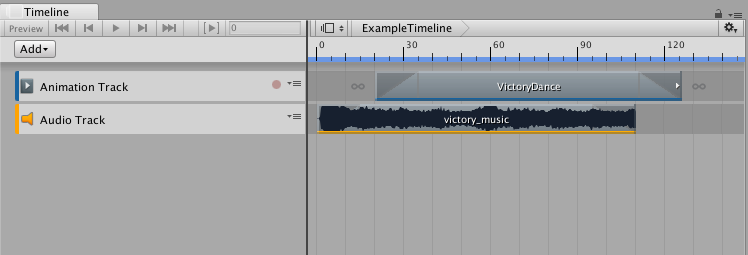 Timeline
Preview 0 ExampleTimeline
Add
0 30 60 90 120
Animation Track VictoryDance
Audio Track victory_music